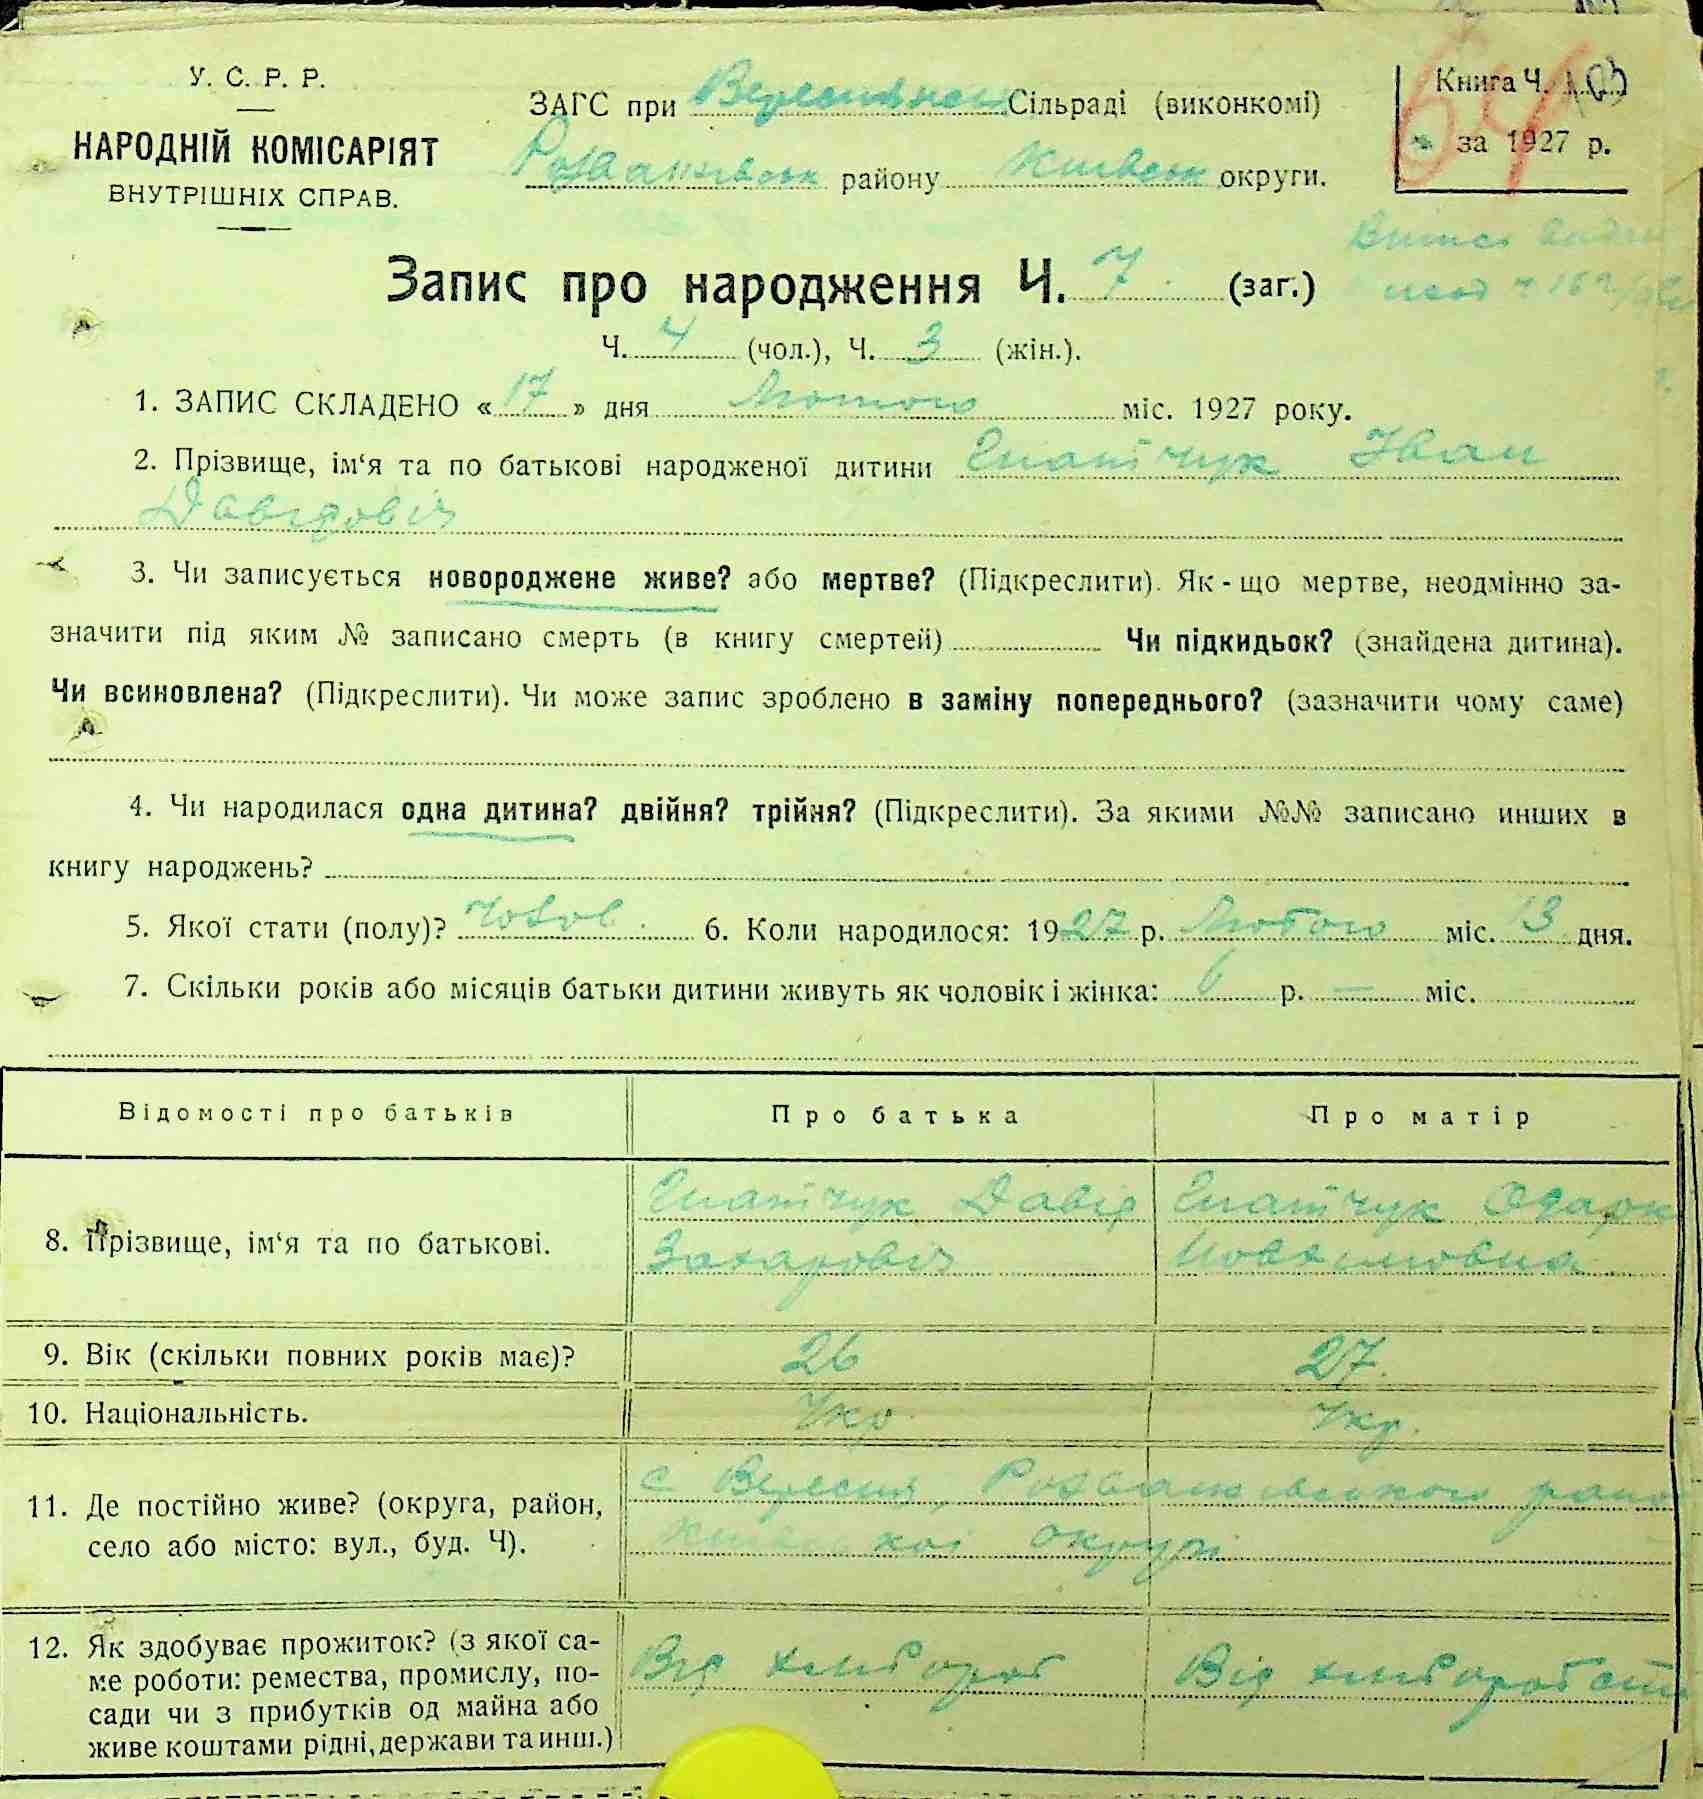 У. С. Р. Р.
НАРОДНІЙ КОМІСАРІЯТ
ВНУТРІШНІХ СПРАВ.
ЗАГС при Сільраді (виконкомі)
району Київськ округи.
Книга Ч. 103
за 1927 р.
64
Запис про народження Ч. 7 (заг.)
Ч. 4 (чол.), Ч. 3 (жін.).
1. ЗАПИС СКЛАДЕНО «17» дня Лютого міс. 1927 року.
2. Прізвище, ім‘я та по батькові народженої дитини Іван
Давідовіч
3. Чи записується новороджене живе? або мертве? (Підкреслити). Як-що мертве, неодмінно за-
значити під яким № записано смерть (в книгу смертей) Чи підкидьок? (знайдена дитина).
Чи всиновлена? (Підкреслити). Чи може запис зроблено в заміну попереднього? (зазначити чому саме)
4. Чи народилася одна дитина? двійня? трійня? (Підкреслити). За якими №№ записано инших в
книгу народжень?
5. Якої стати (полу)? 6. Коли народилося: 1927 р. Лютого міс. 13 дня.
7. Скільки років або місяців батьки дитини живуть як чоловік і жінка: 6 р. — міс.
Відомості про батьків Про батька Про матір
8. Прізвище, ім‘я та по батькові. Давід
Захаровіч
9. Вік (скільки повних років має)? 26 27
10. Національність. Укр Укр.
11. Де постійно живе? (округа, район,
село або місто: вул., буд. Ч).
с Вересня,
Київської округі
12. Як здобуває прожиток? (з якої са-
ме роботи: ремества, промислу, по-
сади чи з прибутків од майна або
живе коштами рідні, держави та инш.)
Від хлібороб Від